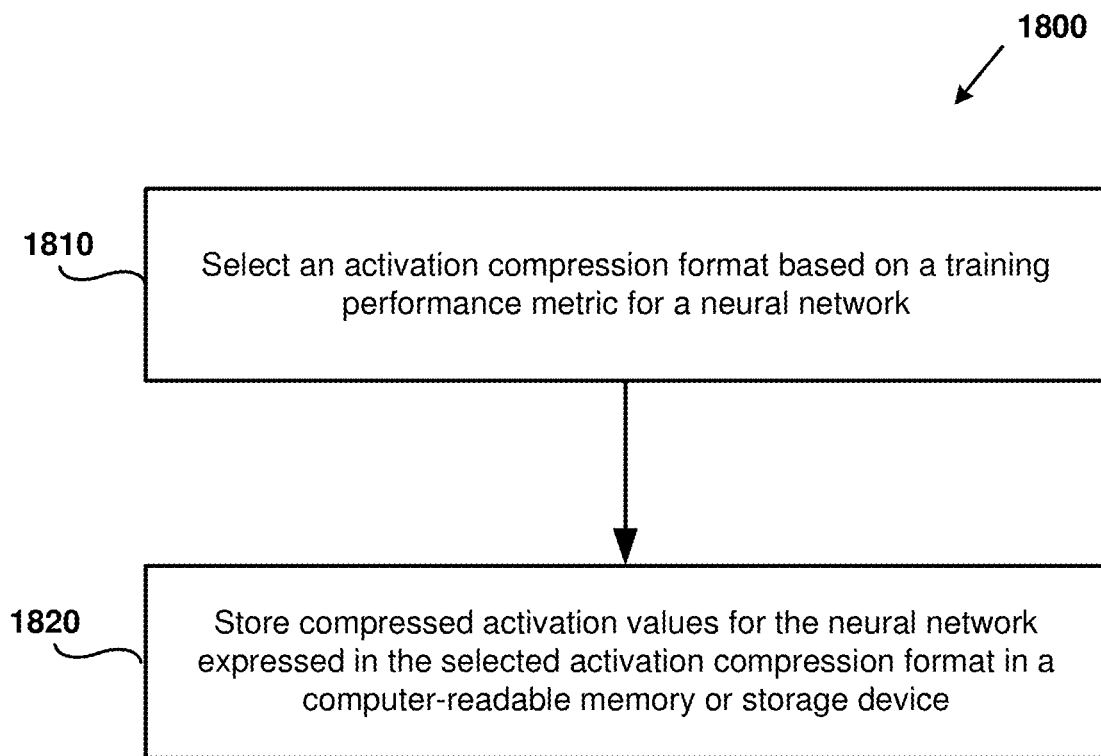 1800
1810
Select an activation compression format based on a training
performance metric for a neural network
1820
Store compressed activation values for the neural network
expressed in the selected activation compression format in a
computer-readable memory or storage device